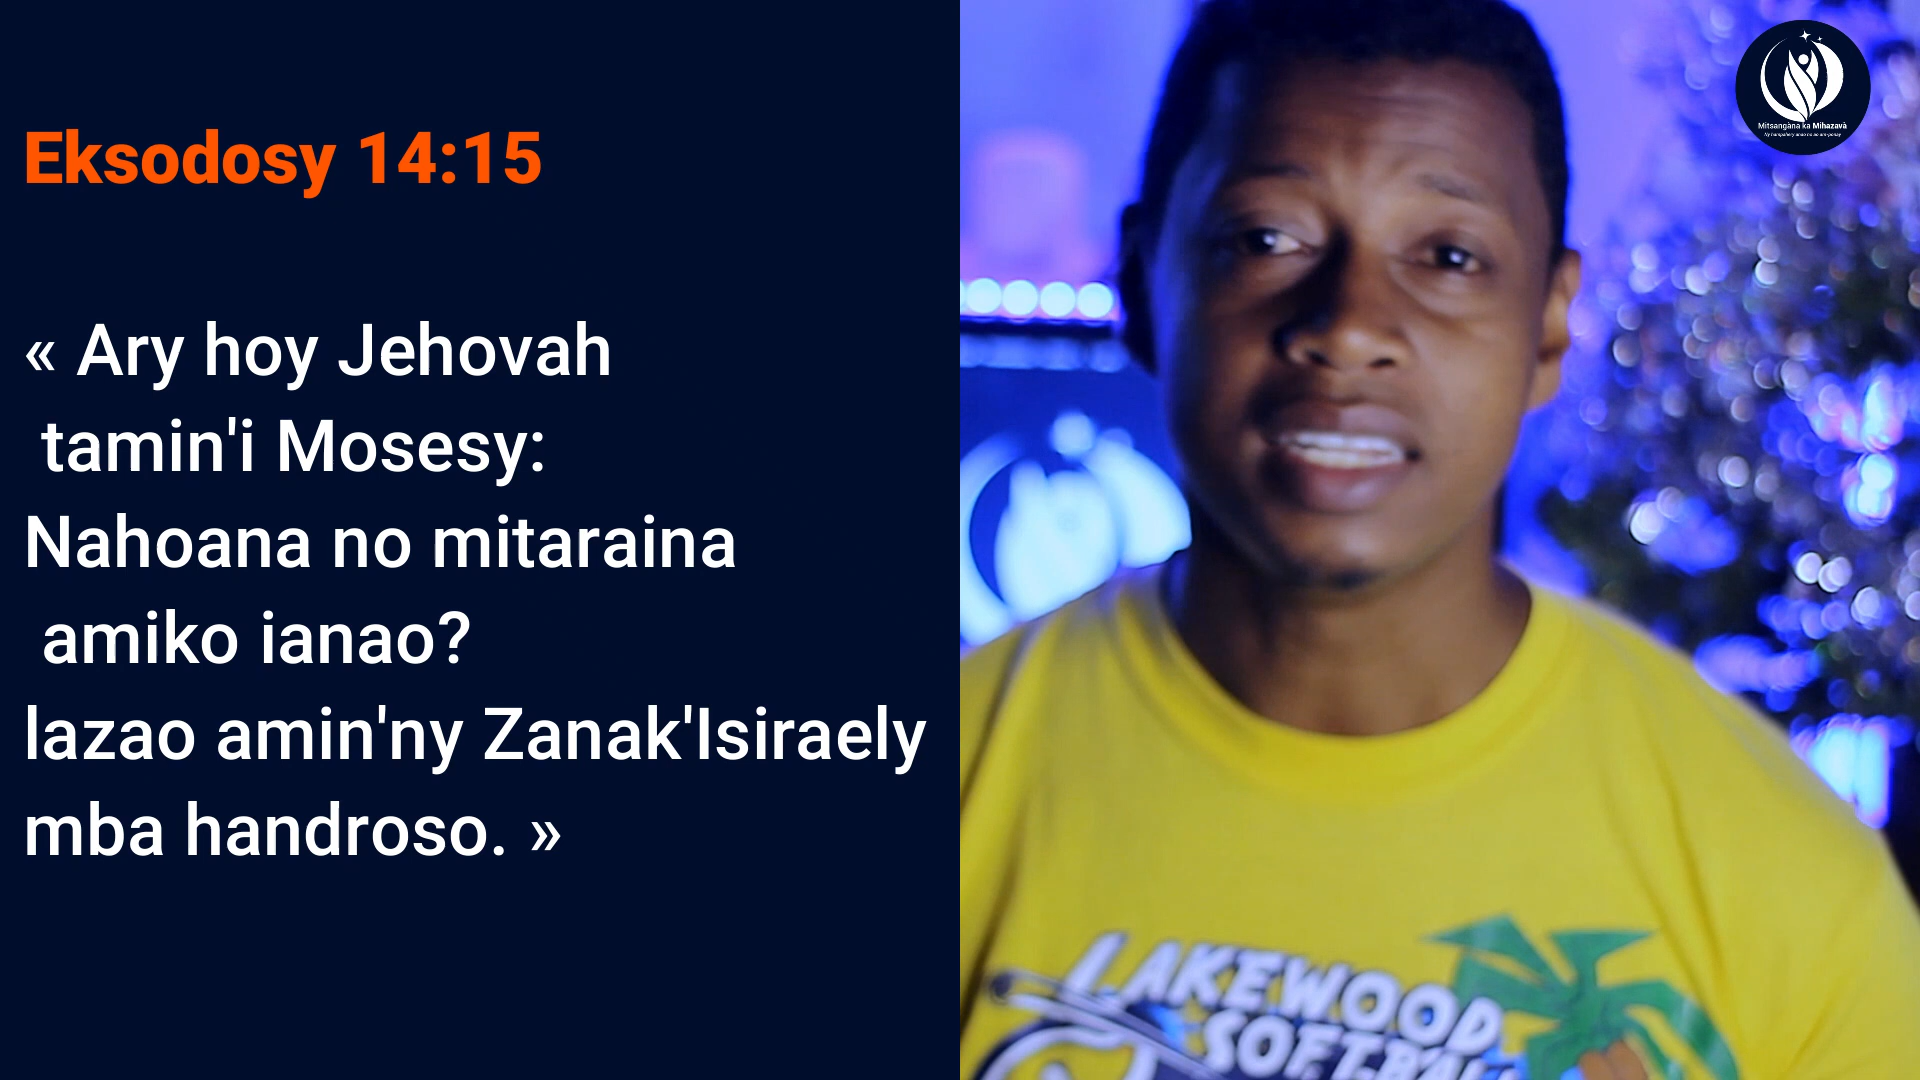 Eksodosy 14:15
« Ary hoy Jehovah
tamin'i Mosesy:
Nahoana no mitaraina
amiko ianao?
lazao amin'ny Zanak'Isiraely
mba handroso. »
Mitsangàna ka Mihazavà
LAKEWOOD
SOFTBALL